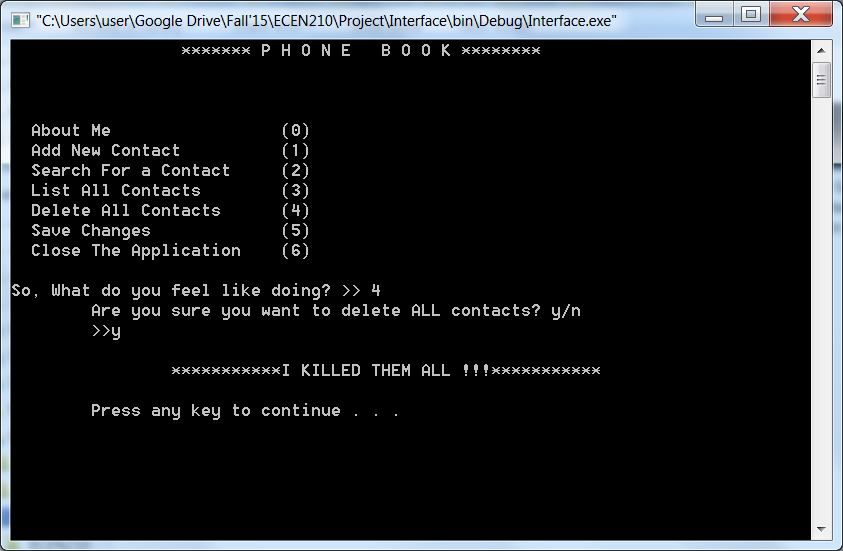 "C:\Users\user\Google Drive\Fall'15\ECEN210\Project\Interface\bin\Debug\Interface.exe"
******* P H O N E   B O O K ********
About Me (0)
Add New Contact (1)
Search For a Contact (2)
List All Contacts (3)
Delete All Contacts (4)
Save Changes (5)
Close The Application (6)
So, What do you feel like doing? >> 4
Are you sure you want to delete ALL contacts? y/n
>>y
***********I KILLED THEM ALL !!!***********
Press any key to continue . . .